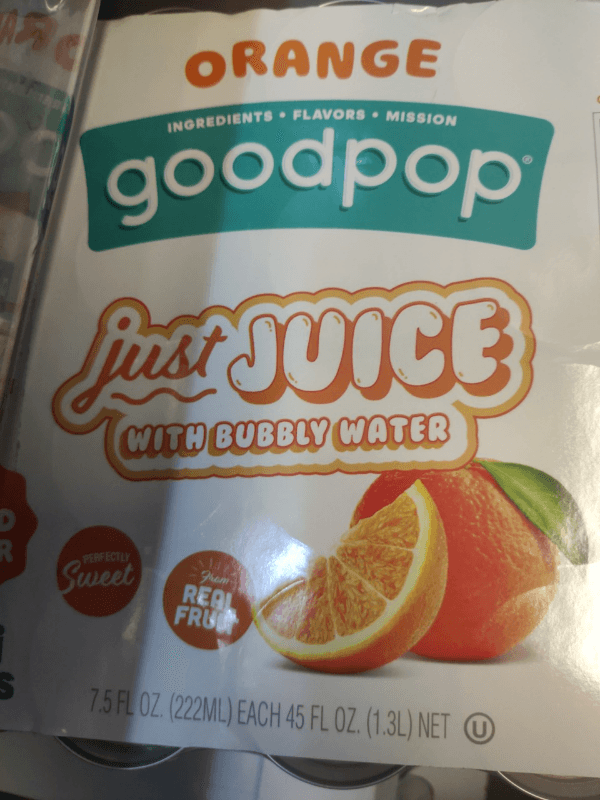 ORANGE
INGREDIENTS • FLAVORS • MISSION
goodpop®
just JUICE
WITH BUBBLY WATER
PERFECTLY
Sweet
From
REAL
FRUIT
7.5 FL OZ. (222ML) EACH 45 FL OZ. (1.3L) NET Ⓤ